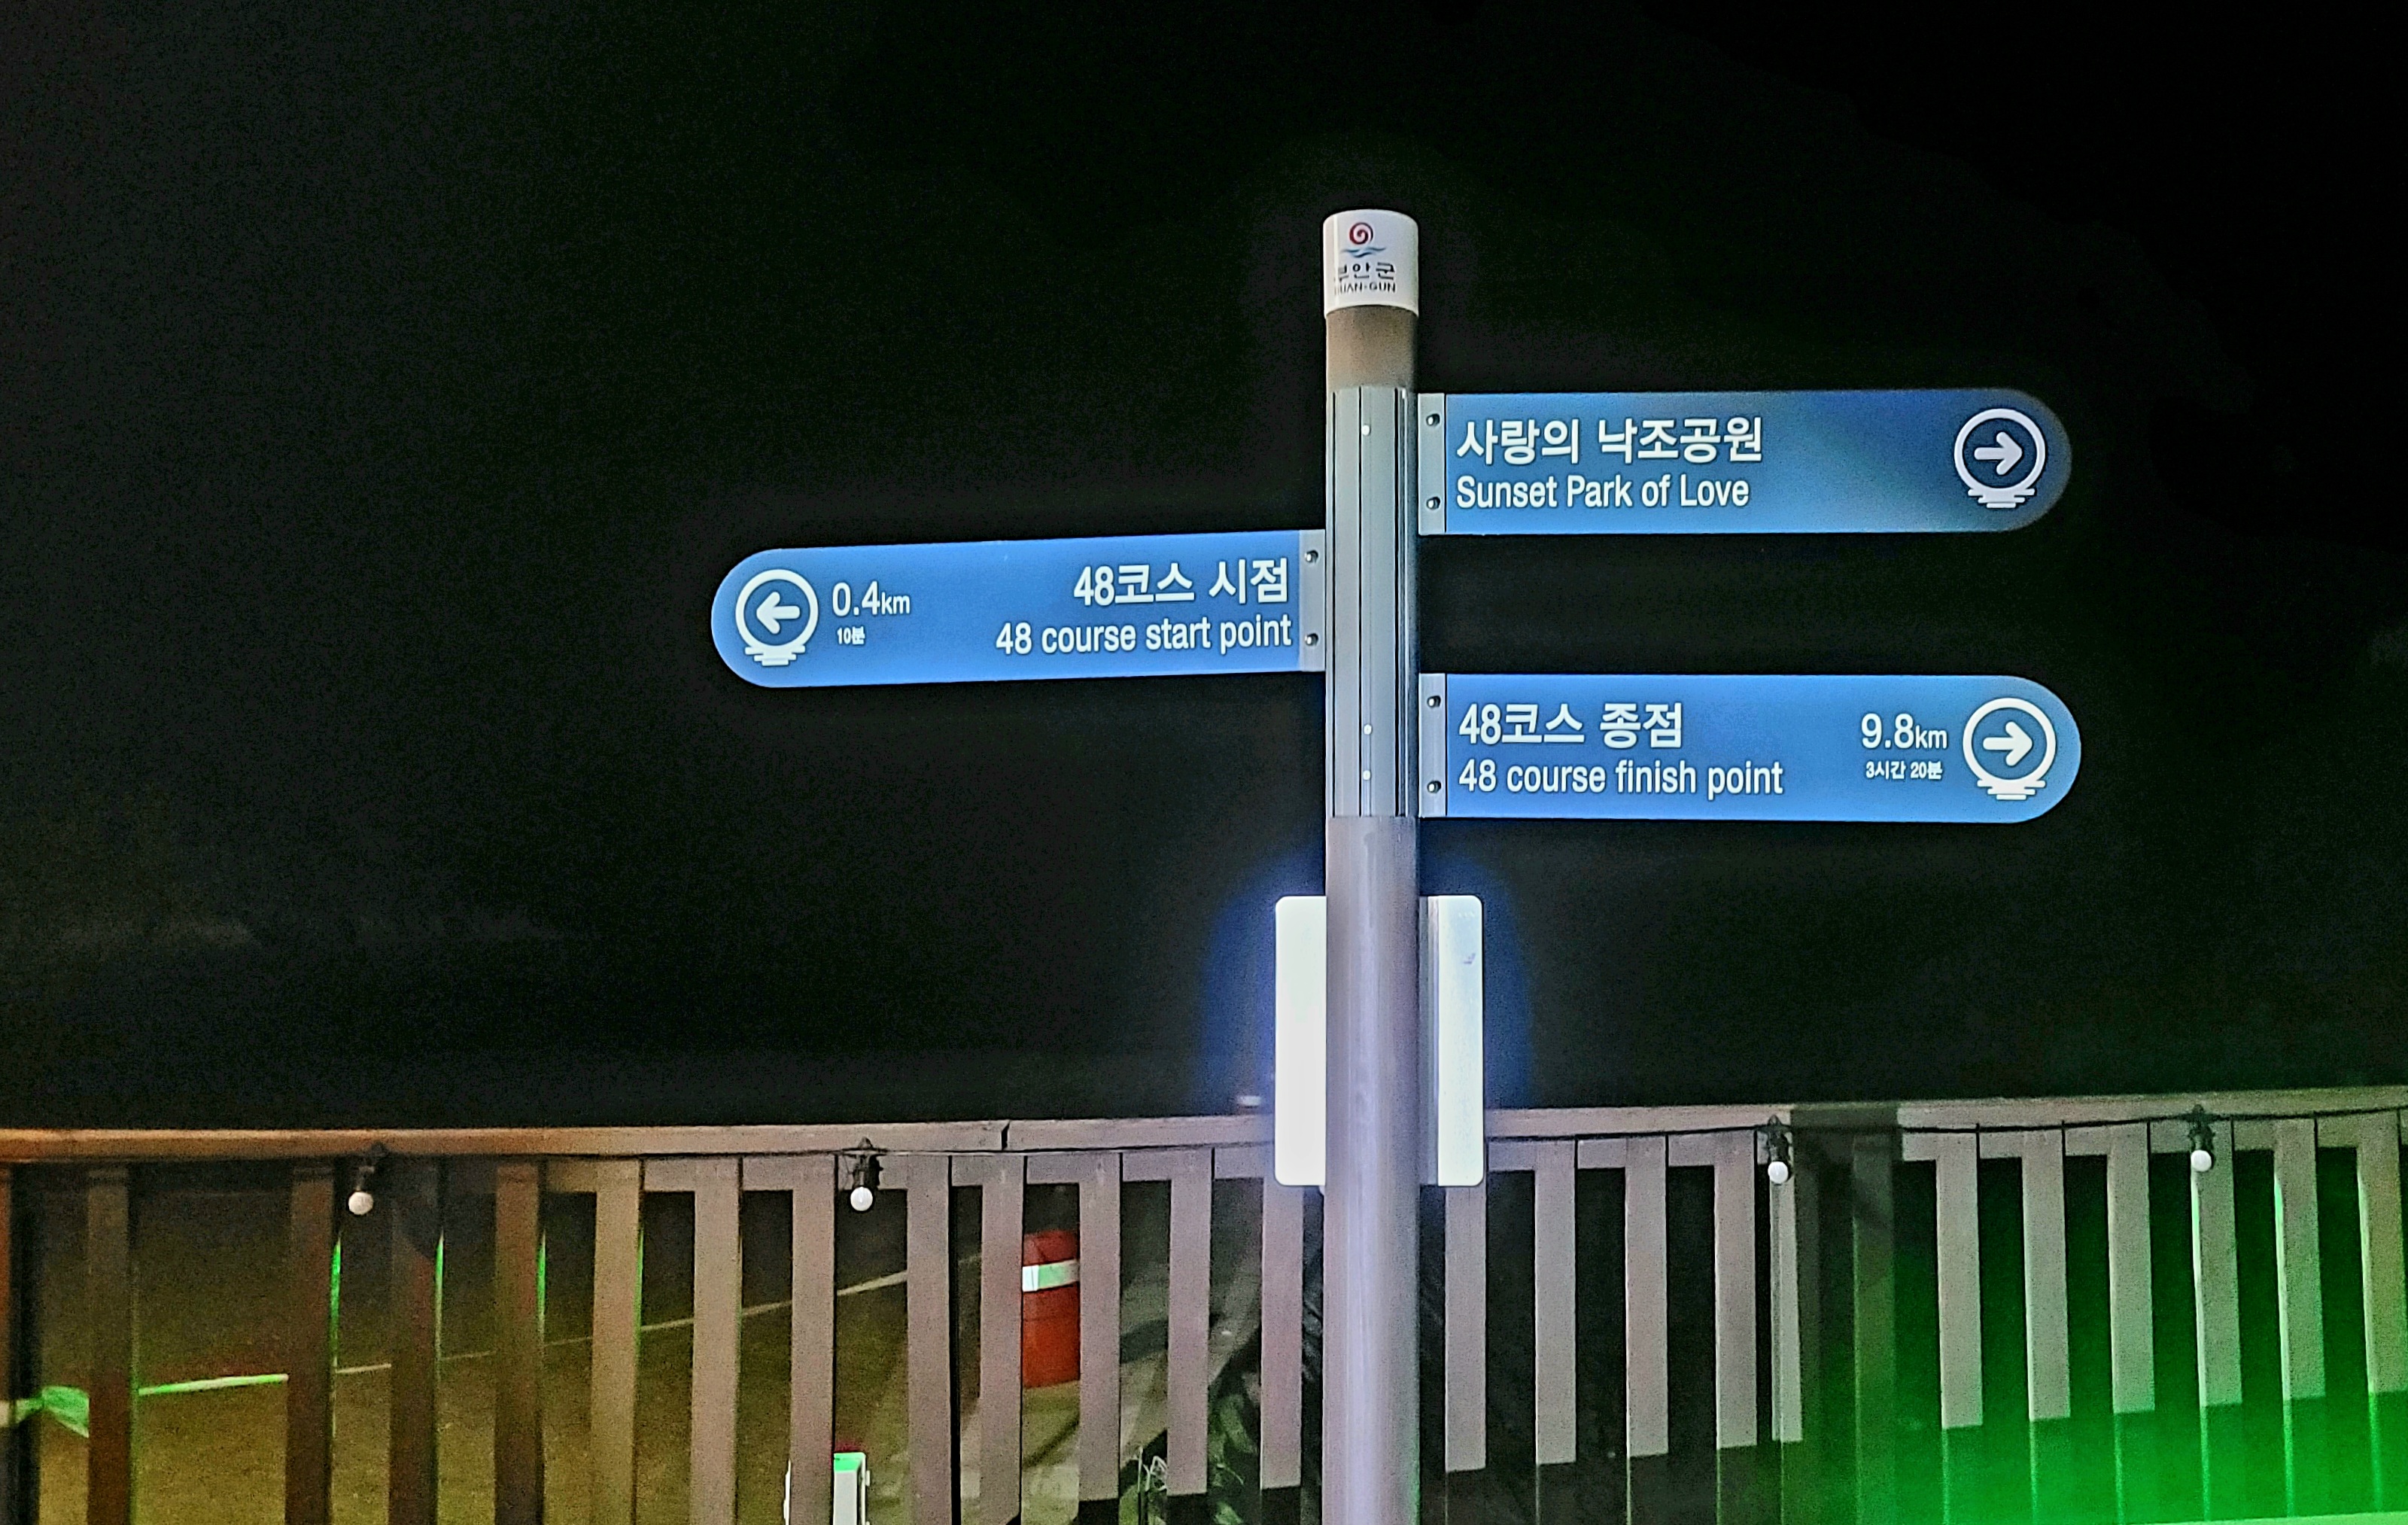 부안군
사랑의 낙조공원
Sunset Park of Love
0.4km
10분
48코스 시점
48 course start point
48코스 종점
48 course finish point
9.8km
3시간 20분